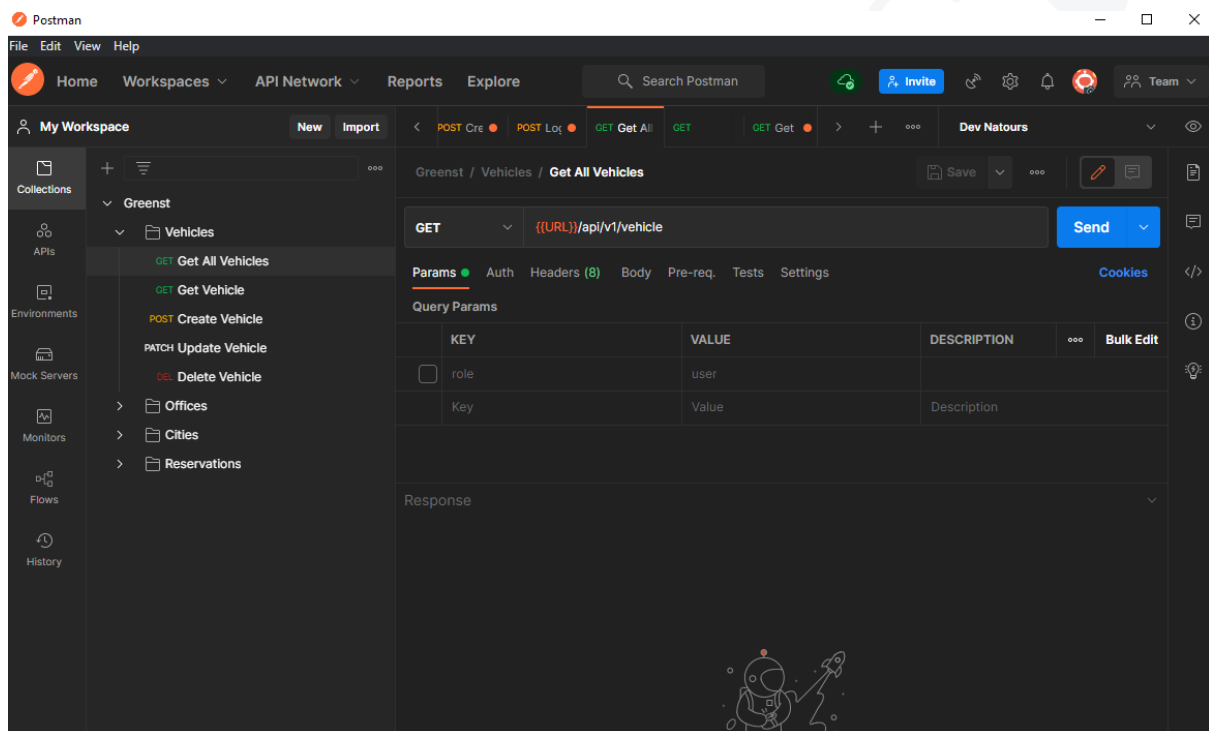 Postman
File Edit View Help
Home Workspaces API Network Reports Explore Search Postman Invite Team
My Workspace New Import POST Cre POST Log GET Get All GET GET Get Dev Natours
Collections
APIs
Environments
Mock Servers
Monitors
Flows
History
Greenst
Vehicles
GET Get All Vehicles
GET Get Vehicle
POST Create Vehicle
PATCH Update Vehicle
DEL Delete Vehicle
Offices
Cities
Reservations
Greenst / Vehicles / Get All Vehicles Save
GET {{URL}}/api/v1/vehicle Send
Params Auth Headers (8) Body Pre-req. Tests Settings Cookies
Query Params
KEY VALUE DESCRIPTION Bulk Edit
role user
Key Value Description
Response